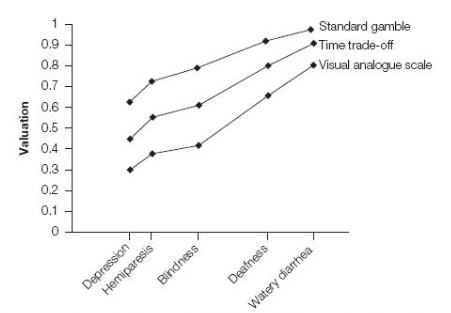 1
0.9
0.8
0.7
0.6
0.5
0.4
0.3
0.2
0.1
0
Valuation
Standard gamble
Time trade-off
Visual analogue scale
Depression
Hemiparesis
Blindness
Deafness
Watery diarrhea